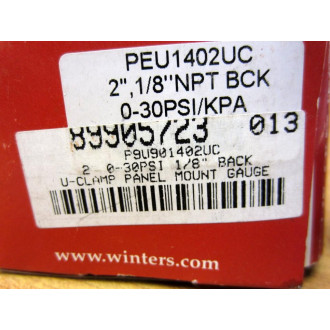 PEU1402UC
2",1/8"NPT BCK
0-30PSI/KPA
89905723 013
P9U901402UC
2 0-30PSI 1/8" BACK
U-CLAMP PANEL MOUNT GAUGE
www.winters.com